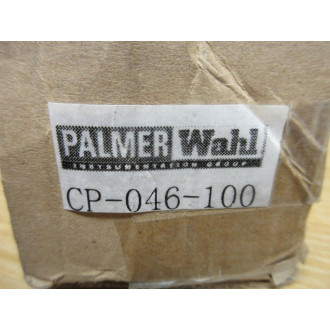 PALMER Wahl
INSTRUMENTATION GROUP
CP-046-100